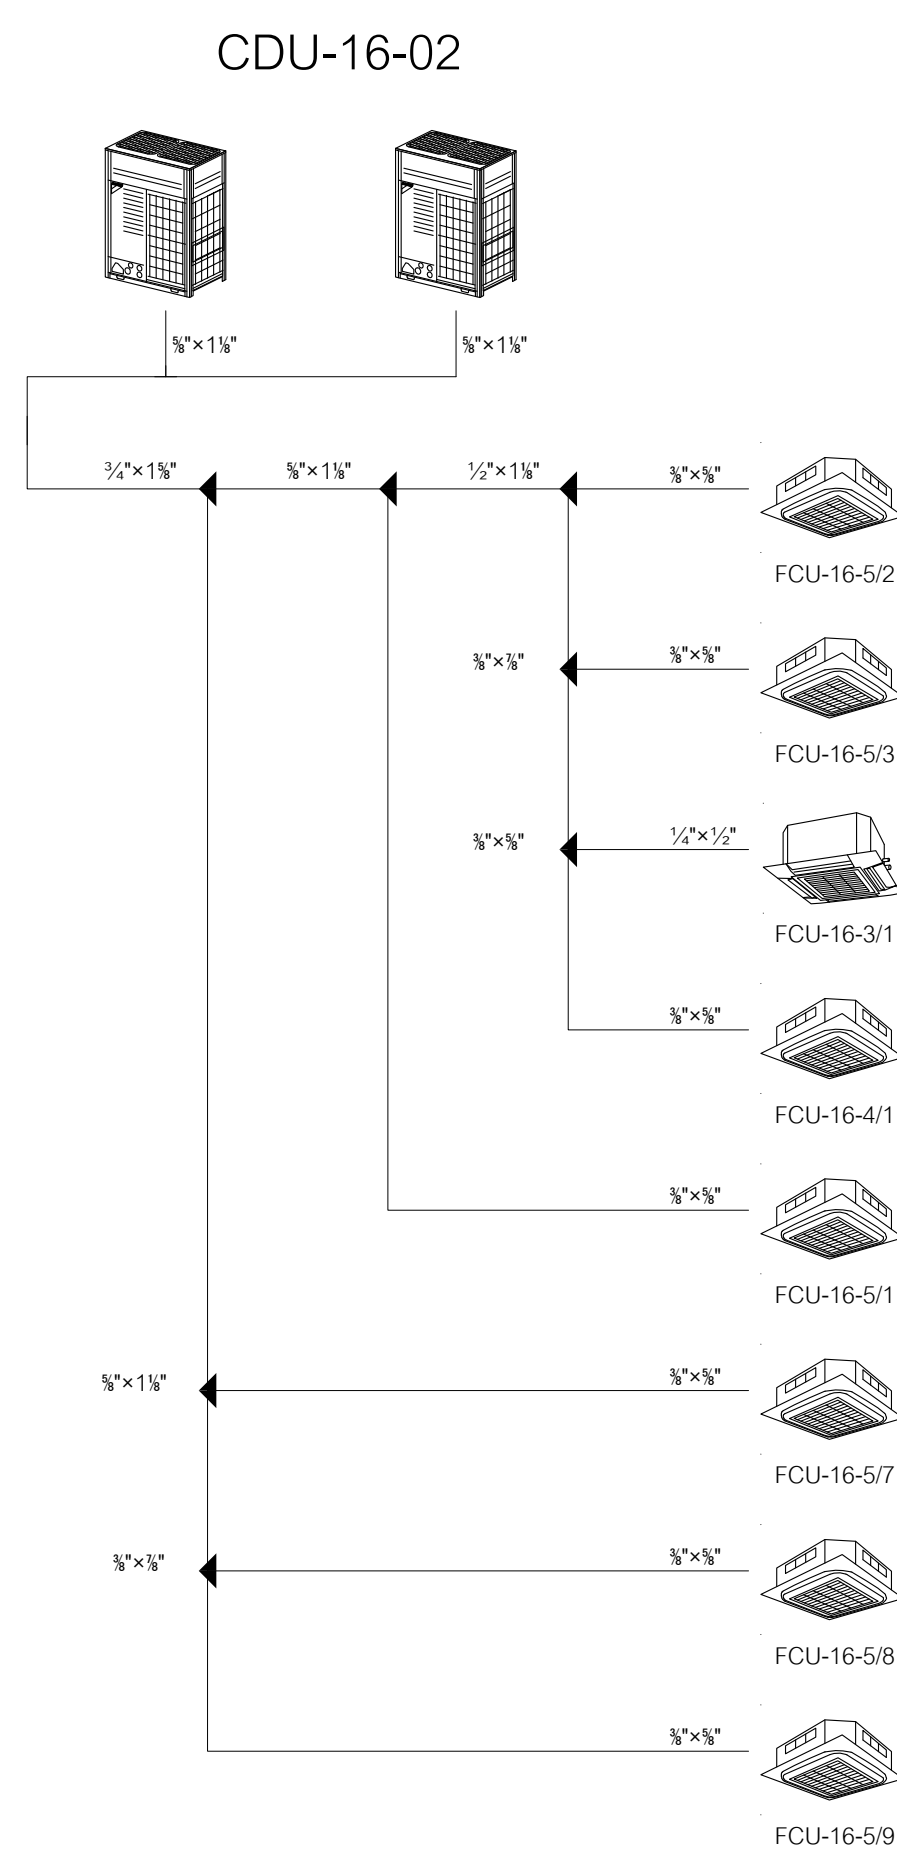 CDU-16-02
⅝"×1⅛" ⅝"×1⅛"
¾"×1⅝" ⅝"×1⅛" ½"×1⅛" ⅜"×⅝"
FCU-16-5/2
⅜"×⅞" ⅜"×⅝"
FCU-16-5/3
⅜"×⅝" ¼"×½"
FCU-16-3/1
⅜"×⅝"
FCU-16-4/1
⅜"×⅝"
FCU-16-5/1
⅝"×1⅛" ⅜"×⅝"
FCU-16-5/7
⅜"×⅞" ⅜"×⅝"
FCU-16-5/8
⅜"×⅝"
FCU-16-5/9